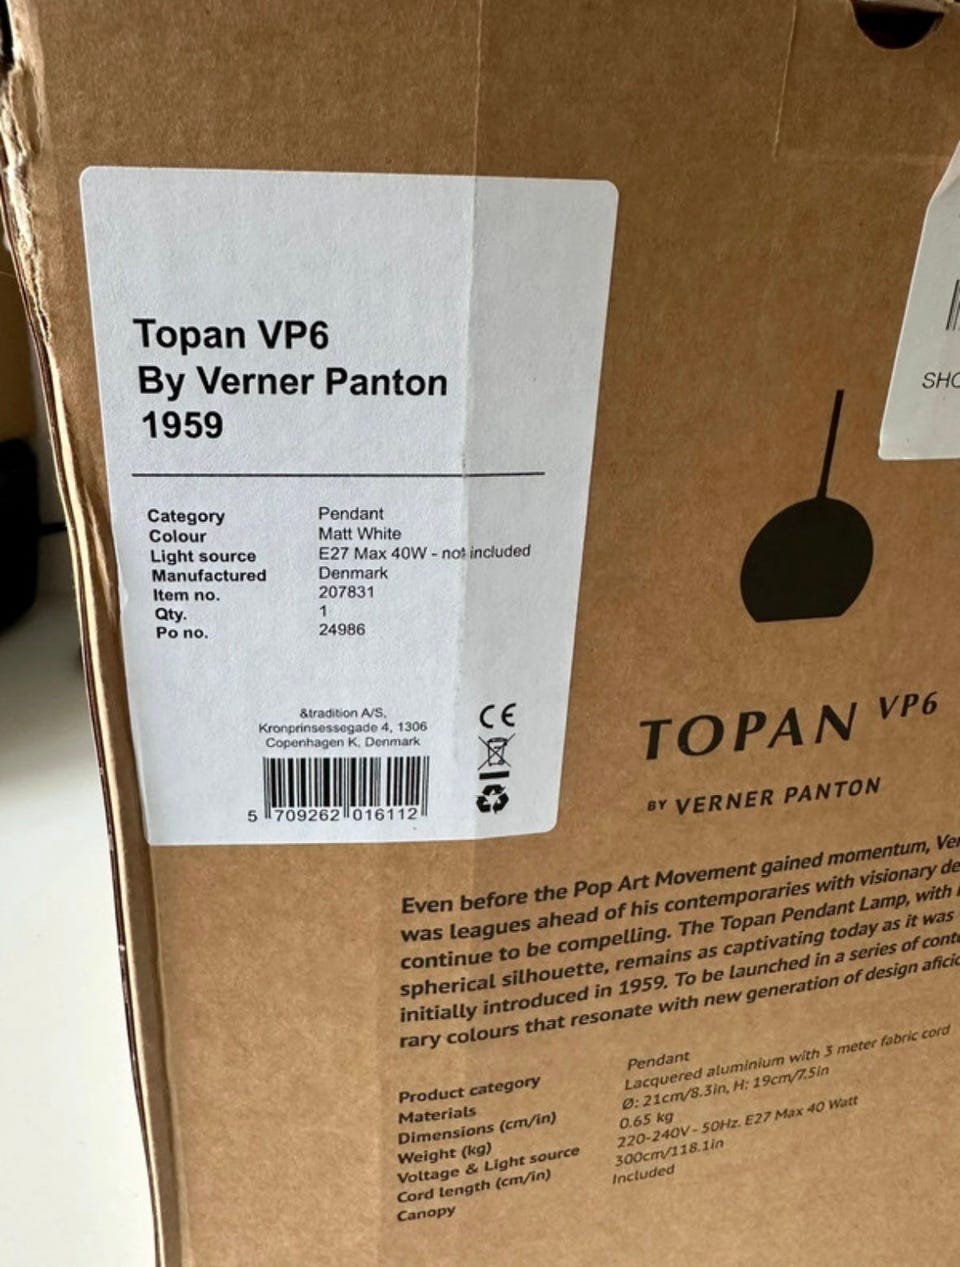 Topan VP6
By Verner Panton
1959
Category Pendant
Colour Matt White
Light source E27 Max 40W - not included
Manufactured Denmark
Item no. 207831
Qty. 1
Po no. 24986
&tradition A/S,
Kronprinsessegade 4, 1306
Copenhagen K, Denmark
CE
5 709262 016112
SHO
TOPAN VP6
BY VERNER PANTON
Even before the Pop Art Movement gained momentum, Ver
was leagues ahead of his contemporaries with visionary de
continue to be compelling. The Topan Pendant Lamp, with
spherical silhouette, remains as captivating today as it was
initially introduced in 1959. To be launched in a series of conte
rary colours that resonate with new generation of design afici
Product category Pendant
Materials Lacquered aluminium with 3 meter fabric cord
Dimensions (cm/in) Ø: 21cm/8.3in, H: 19cm/7.5in
Weight (kg) 0.65 kg
Voltage & Light source 220-240V - 50Hz. E27 Max 40 Watt
Cord length (cm/in) 300cm/118.1in
Canopy Included